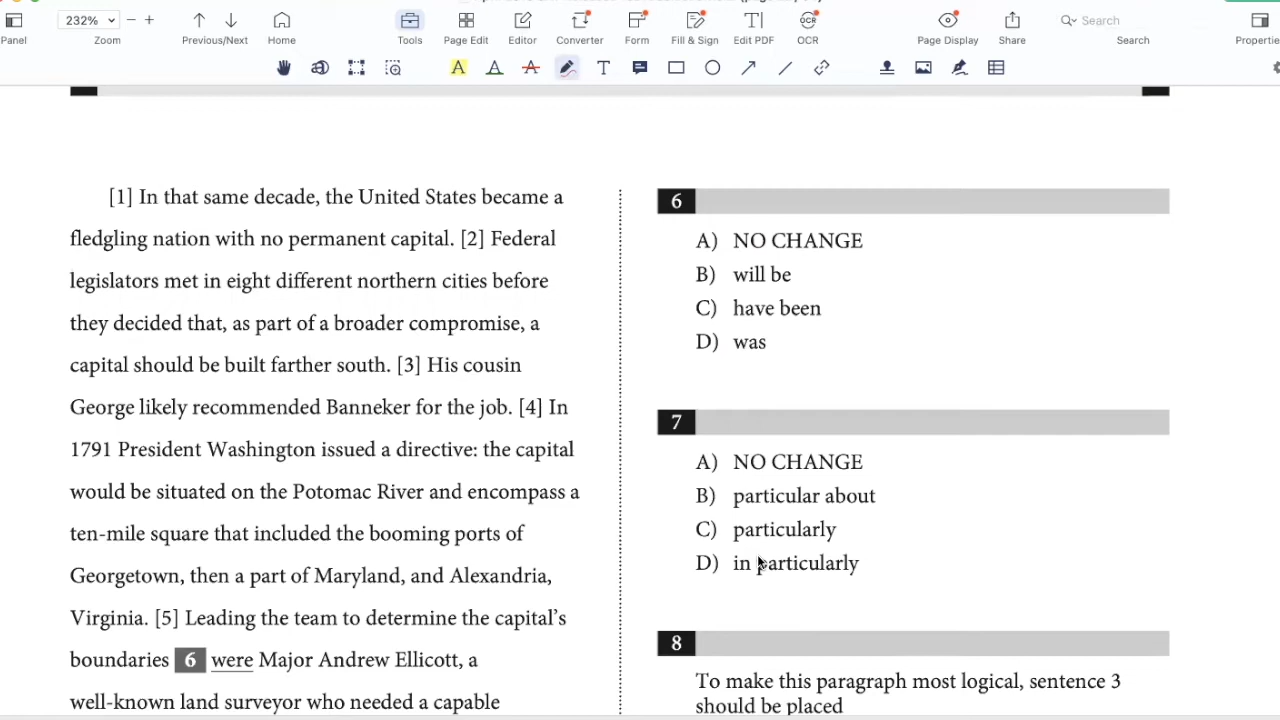 232%
Panel
Zoom
Previous/Next
Home
Tools
Page Edit
Editor
Converter
Form
Fill & Sign
Edit PDF
OCR
OCR
Page Display
Share
Search
Search
Propertie
[1] In that same decade, the United States became a
fledgling nation with no permanent capital. [2] Federal
legislators met in eight different northern cities before
they decided that, as part of a broader compromise, a
capital should be built farther south. [3] His cousin
George likely recommended Banneker for the job. [4] In
1791 President Washington issued a directive: the capital
would be situated on the Potomac River and encompass a
ten-mile square that included the booming ports of
Georgetown, then a part of Maryland, and Alexandria,
Virginia. [5] Leading the team to determine the capital’s
boundaries 6 were Major Andrew Ellicott, a
well-known land surveyor who needed a capable
6
A) NO CHANGE
B) will be
C) have been
D) was
7
A) NO CHANGE
B) particular about
C) particularly
D) in particularly
8
To make this paragraph most logical, sentence 3
should be placed